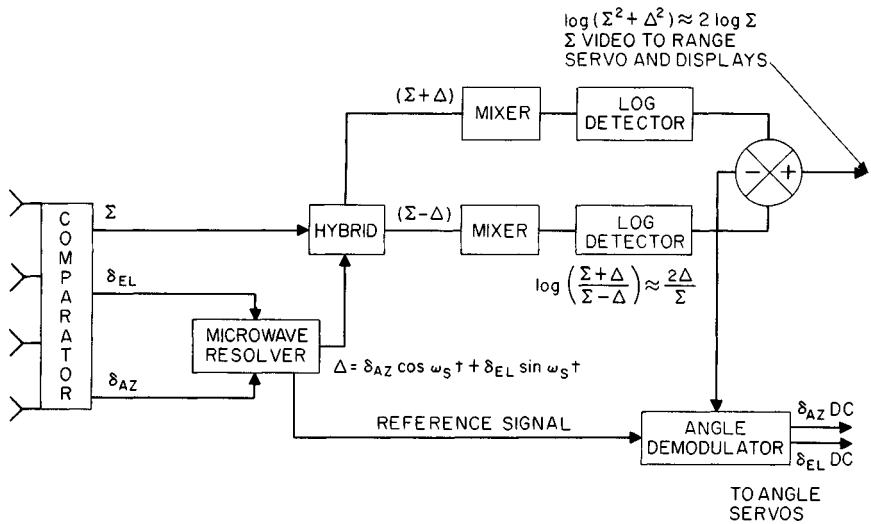 log (Σ² + Δ²) ≈ 2 log Σ
Σ VIDEO TO RANGE
SERVO AND DISPLAYS
(Σ+Δ)
MIXER
LOG
DETECTOR
− +
COMPARATOR
Σ
HYBRID
(Σ−Δ)
MIXER
LOG
DETECTOR
log (Σ+Δ / Σ−Δ) ≈ 2Δ / Σ
δEL
MICROWAVE
RESOLVER
Δ = δAZ cos ωs t + δEL sin ωs t
δAZ
REFERENCE SIGNAL
ANGLE
DEMODULATOR
δAZ DC
δEL DC
TO ANGLE
SERVOS